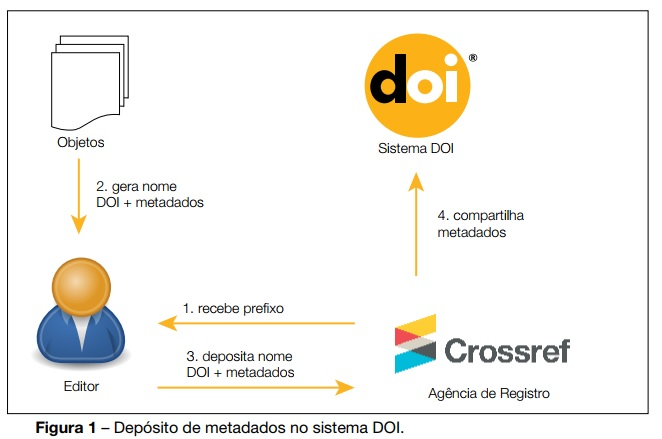 doi®
Objetos
Sistema DOI
2. gera nome
DOI + metadados
4. compartilha
metadados
1. recebe prefixo
Crossref
3. deposita nome
DOI + metadados
Editor
Agência de Registro
Figura 1 – Depósito de metadados no sistema DOI.